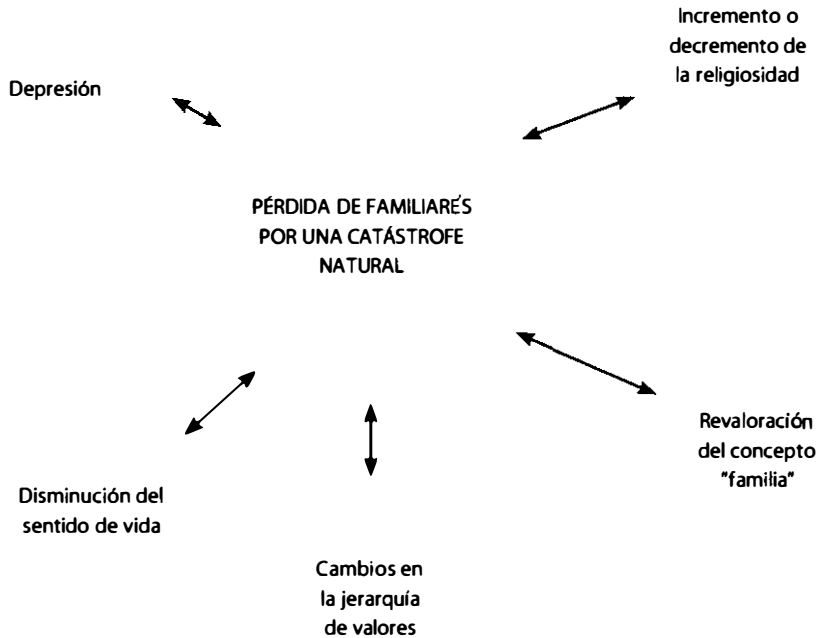 Incremento o
decremento de
la religiosidad
Depresión
PÉRDIDA DE FAMILIARES
POR UNA CATÁSTROFE
NATURAL
Revaloración
del concepto
"familia"
Disminución del
sentido de vida
Cambios en
la jerarquía
de valores